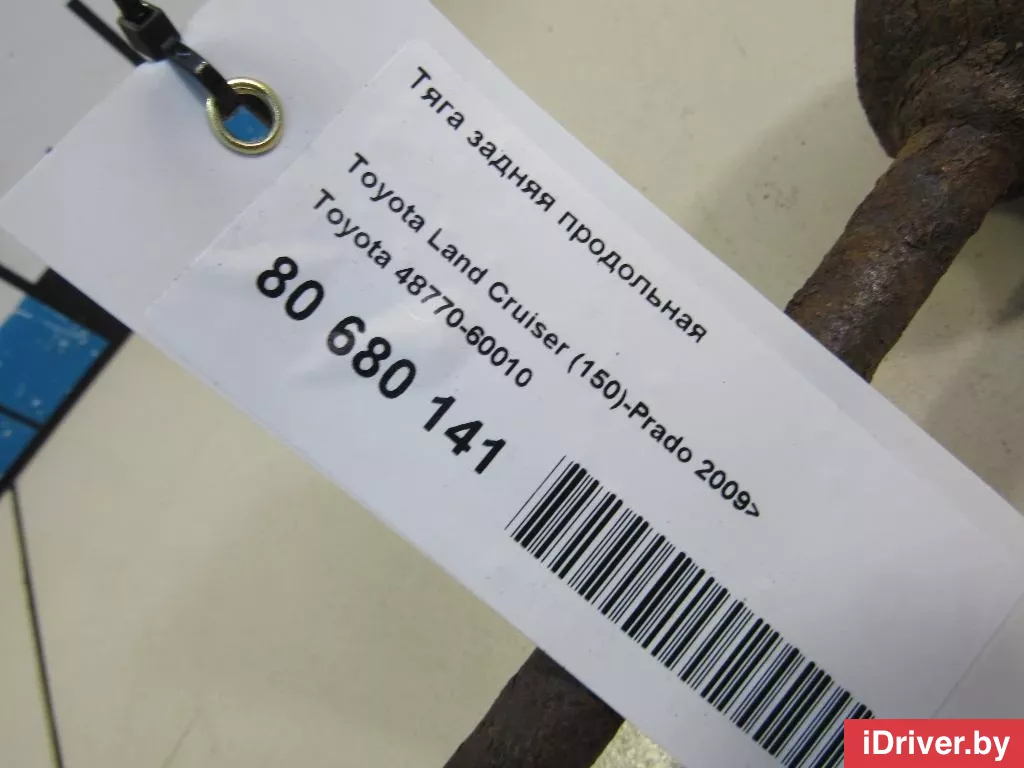 Тяга задняя продольная
Toyota Land Cruiser (150)-Prado 2009>
Toyota 48770-60010
80 680 141
iDriver.by